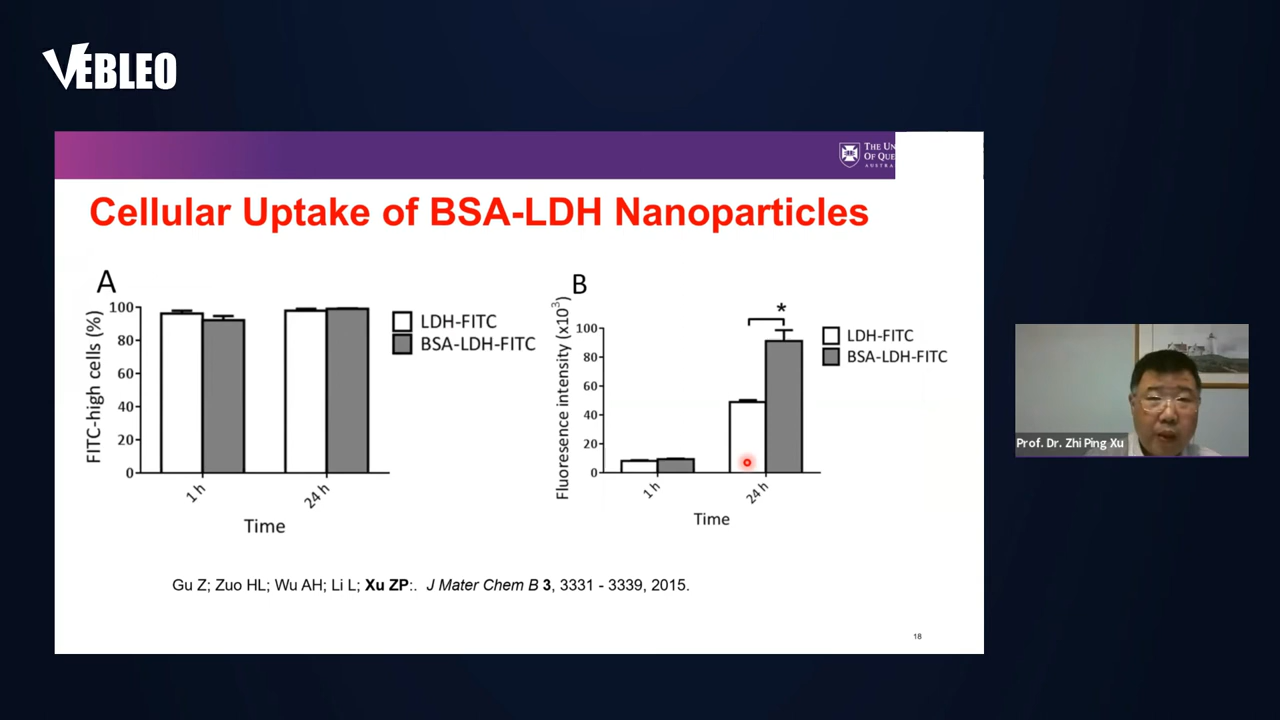 VEBLEO
THE UN
OF QUE
AUSTRA
Cellular Uptake of BSA-LDH Nanoparticles
A
FITC-high cells (%)
100
80
60
40
20
0
1 h
24 h
Time
LDH-FITC
BSA-LDH-FITC
B
Fluoresence intensity (x10³)
100
80
60
40
20
0
*
1 h
24 h
Time
LDH-FITC
BSA-LDH-FITC
Gu Z; Zuo HL; Wu AH; Li L; Xu ZP:. J Mater Chem B 3, 3331 - 3339, 2015.
18
Prof. Dr. Zhi Ping Xu